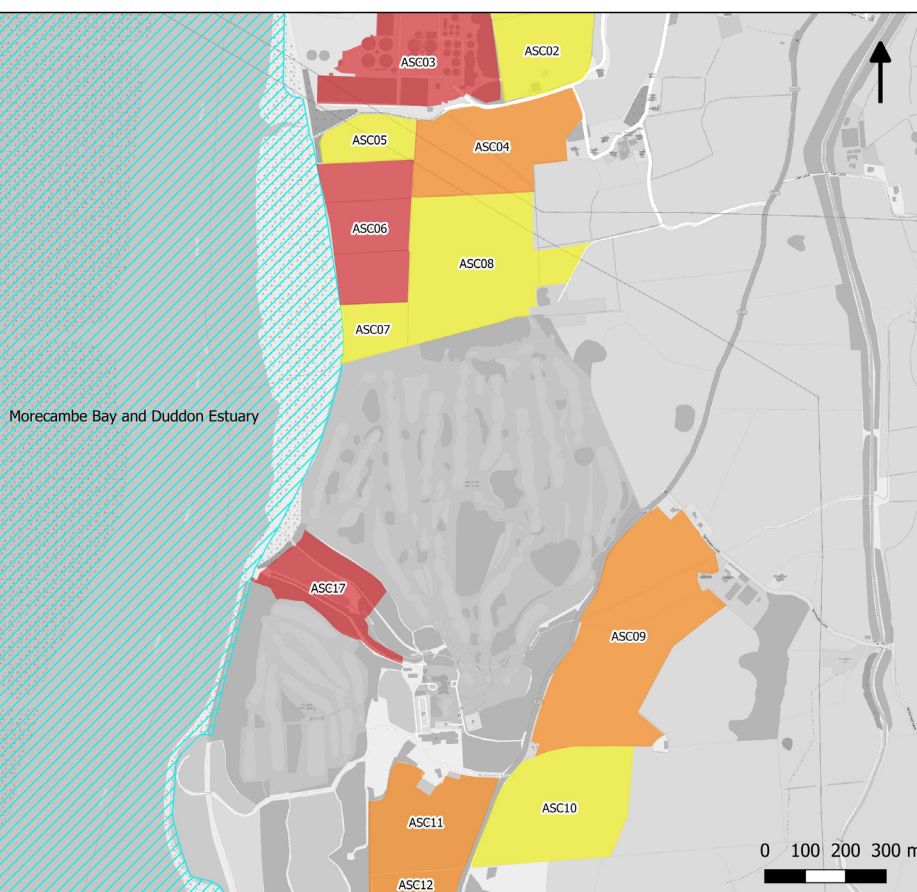 ASC03
ASC02
ASC05
ASC04
ASC06
ASC08
ASC07
Morecambe Bay and Duddon Estuary
ASC17
ASC09
ASC10
ASC11
ASC12
0 100 200 300 m